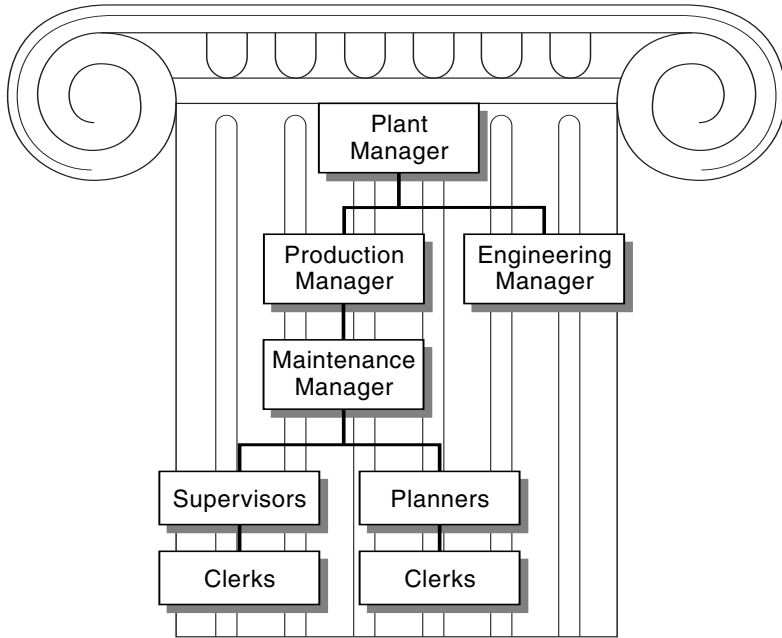 Plant
Manager
Production
Manager
Engineering
Manager
Maintenance
Manager
Supervisors
Planners
Clerks
Clerks